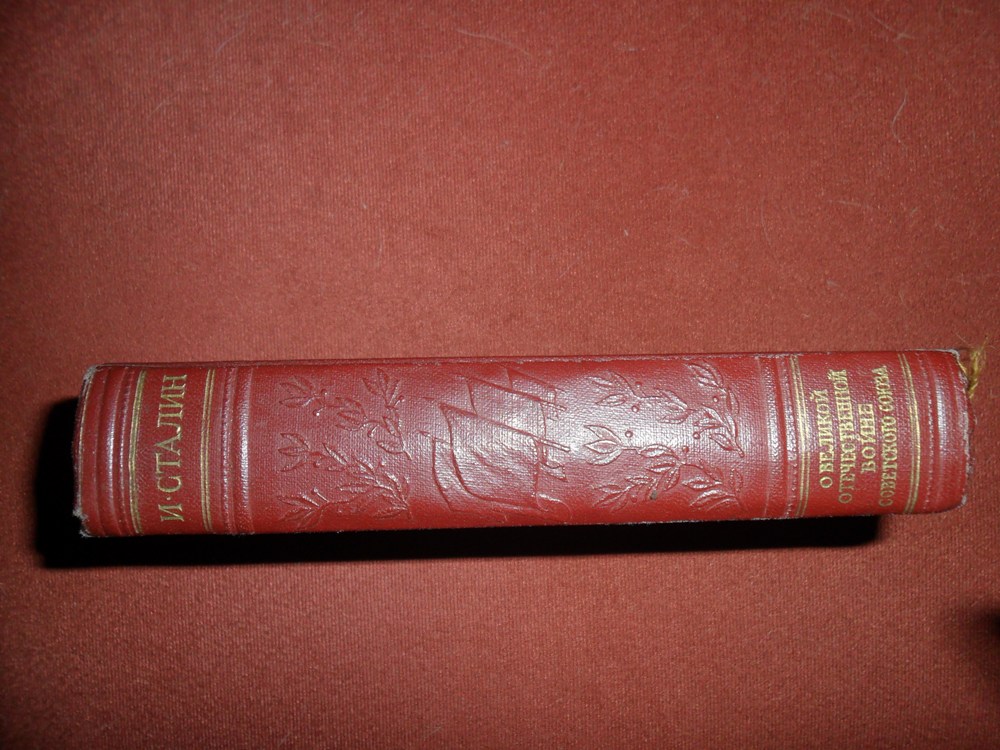 И·СТАЛИН
О ВЕЛИКОЙ
ОТЕЧЕСТВЕННОЙ
ВОЙНЕ
СОВЕТСКОГО СОЮЗА